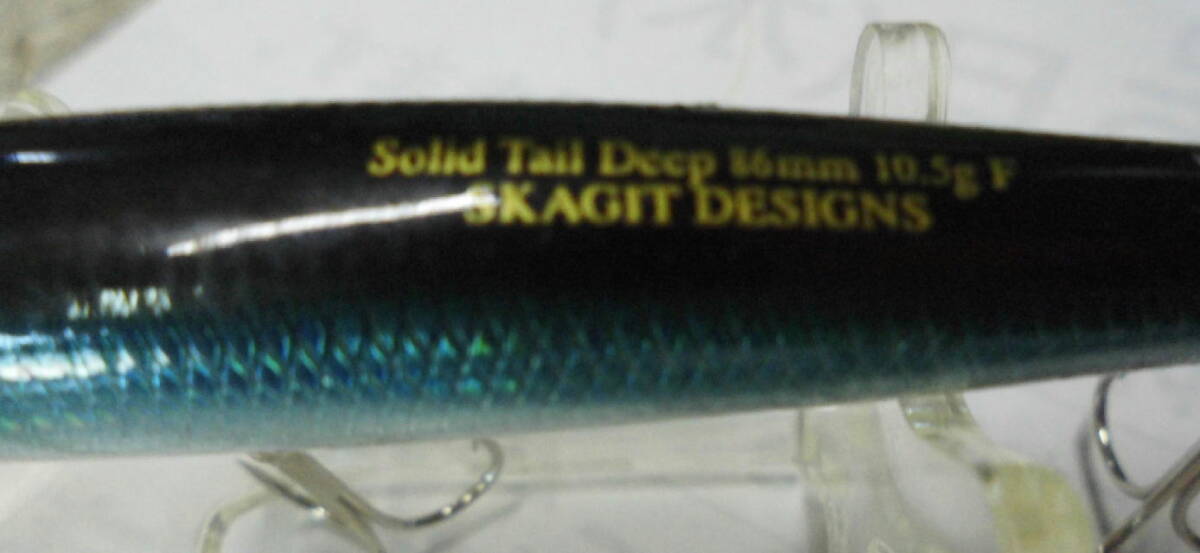 Solid Tail Deep 86mm 10.5g F
SKAGIT DESIGNS